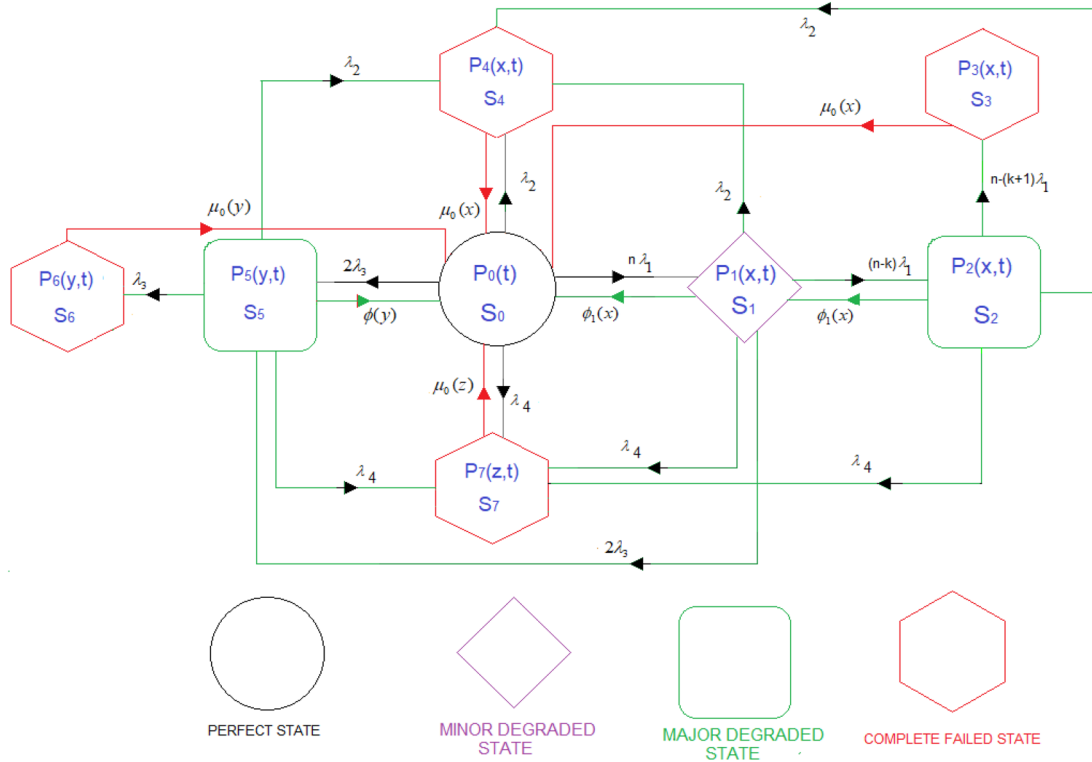 λ₂
P₄(x,t)
S₄
λ₂
P₃(x,t)
S₃
μ₀(x)
n-(k+1)λ₁
λ₂
μ₀(x)
λ₂
μ₀(y)
P₆(y,t)
S₆
λ₃
P₅(y,t)
S₅
2λ₃
ϕ(y)
P₀(t)
S₀
nλ₁
ϕ₁(x)
P₁(x,t)
S₁
(n-k)λ₁
ϕ₁(x)
P₂(x,t)
S₂
μ₀(z)
λ₄
λ₄
P₇(z,t)
S₇
λ₄
λ₄
2λ₃
PERFECT STATE
MINOR DEGRADED
STATE
MAJOR DEGRADED
STATE
COMPLETE FAILED STATE